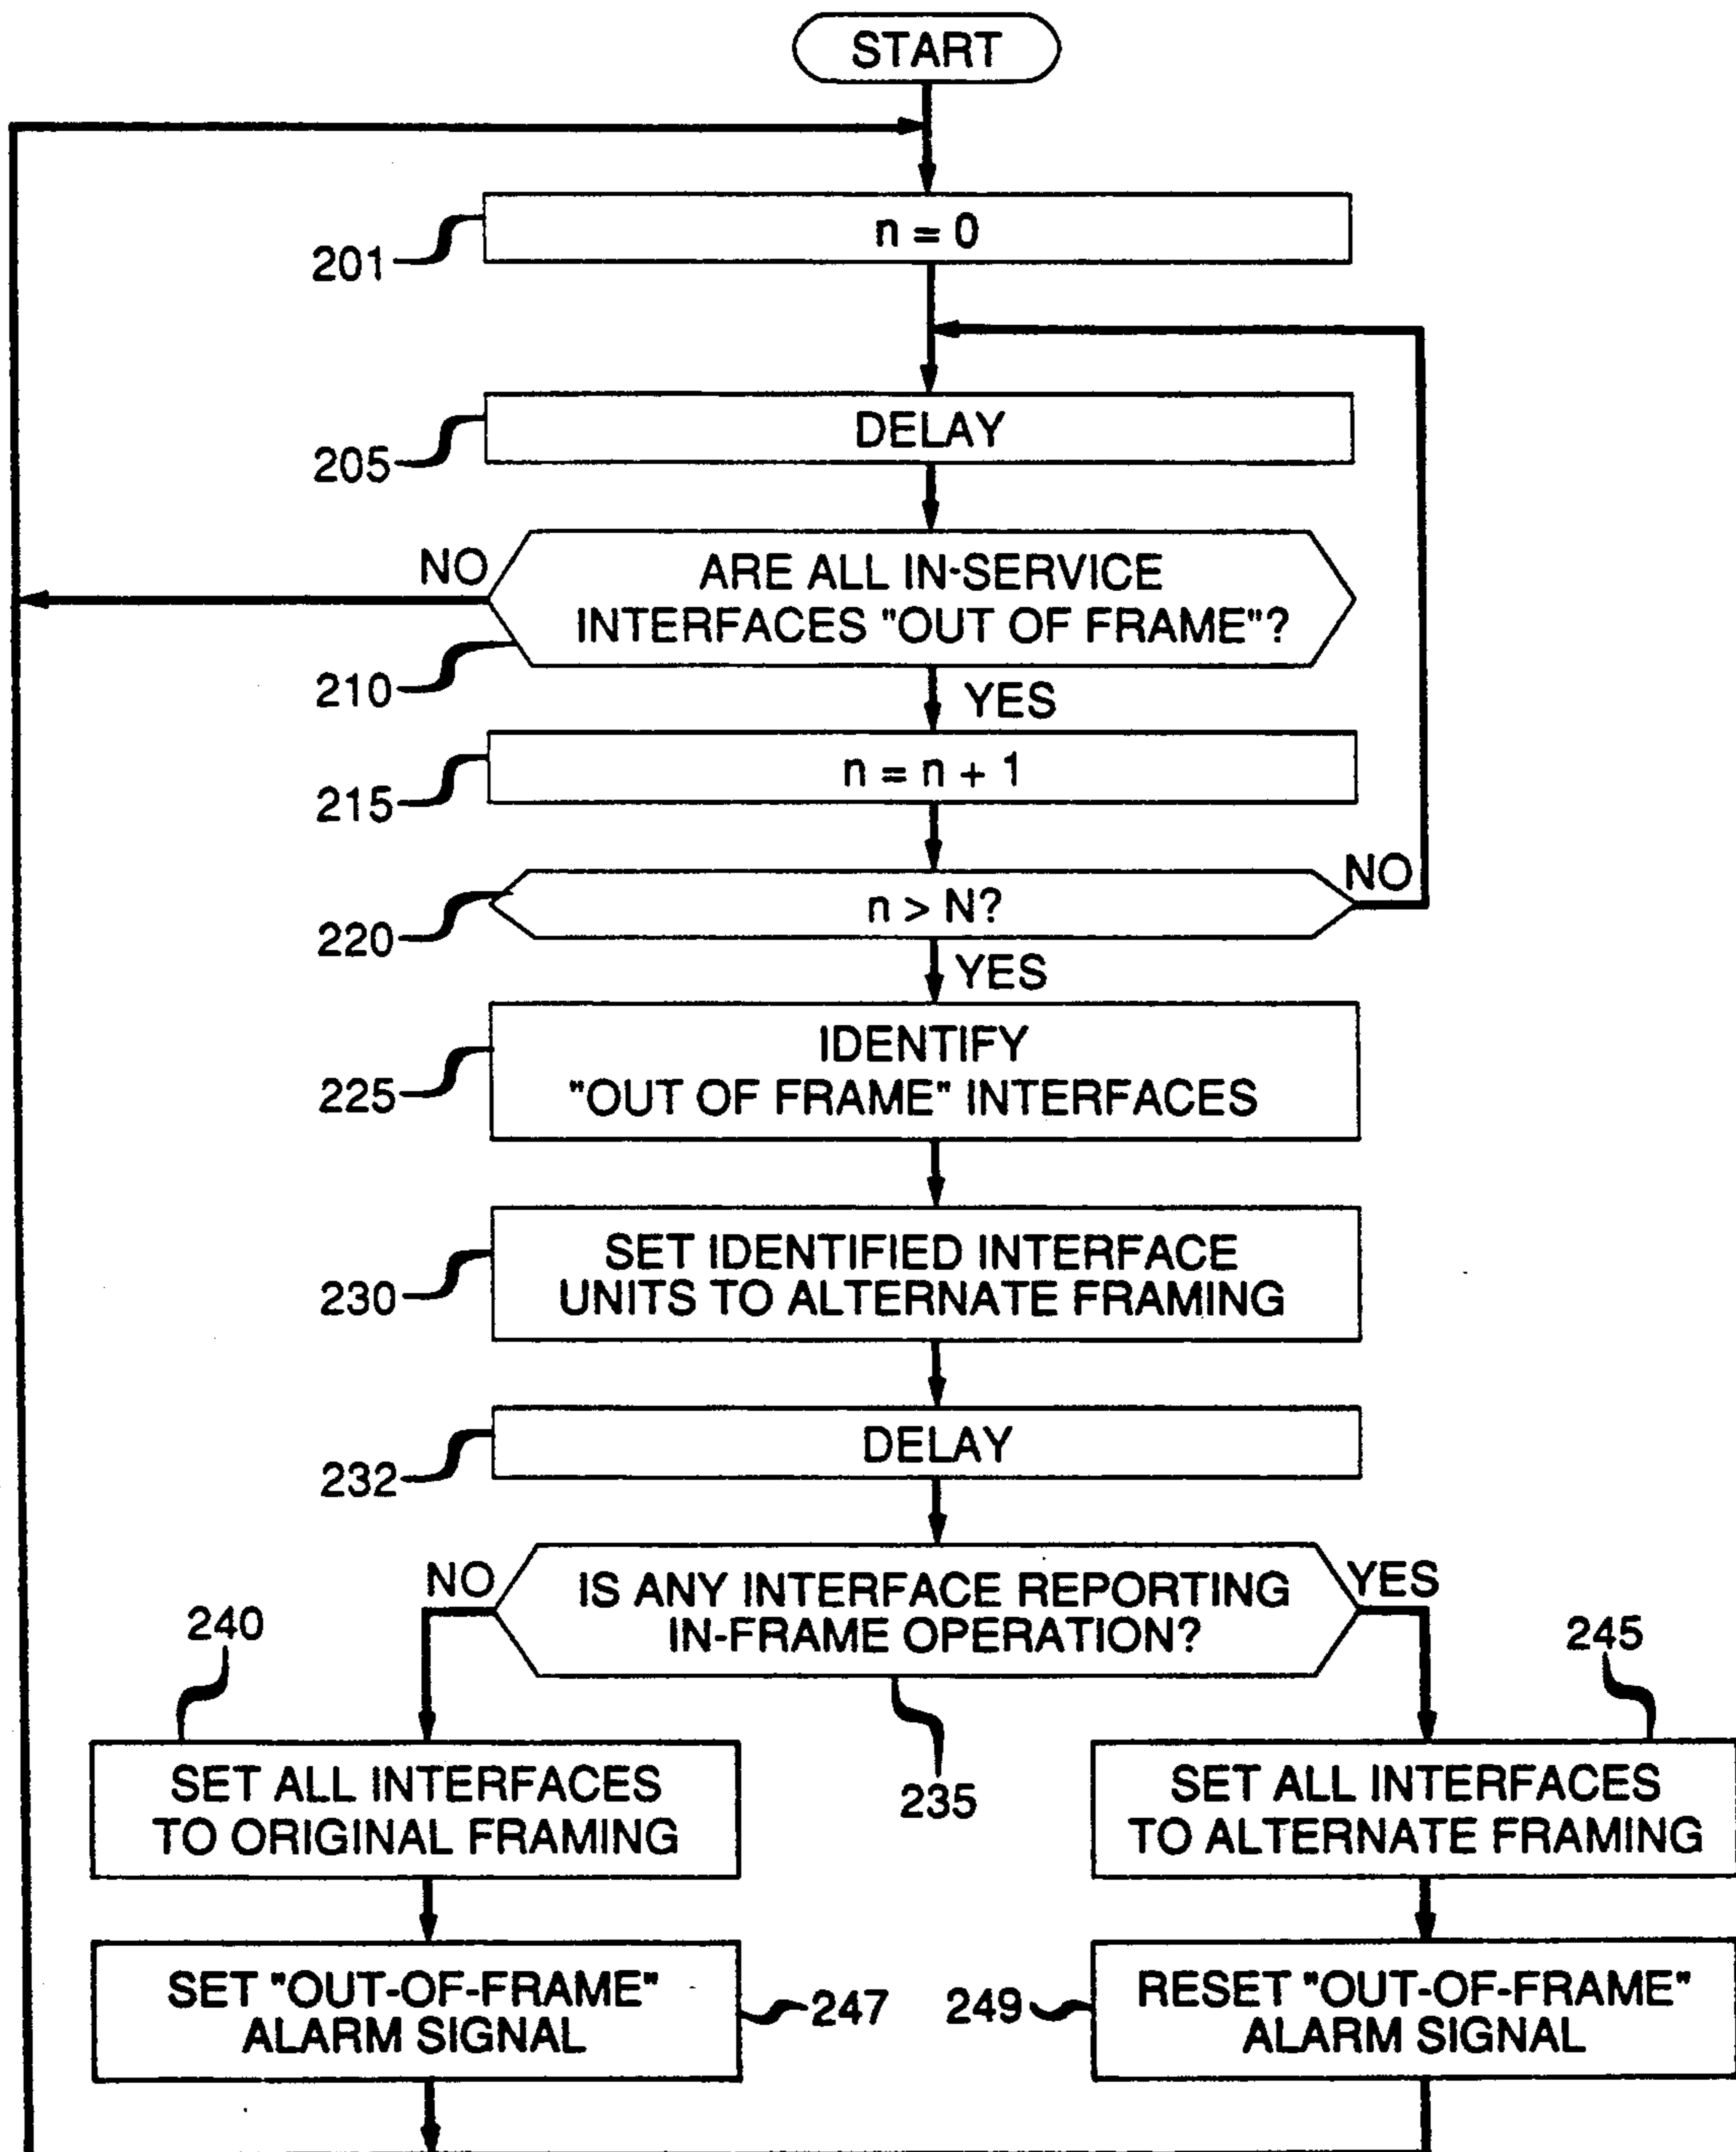 START
n = 0
201
DELAY
205
NO
ARE ALL IN-SERVICE
INTERFACES "OUT OF FRAME"?
210
YES
n = n + 1
215
NO
n > N?
220
YES
IDENTIFY
"OUT OF FRAME" INTERFACES
225
SET IDENTIFIED INTERFACE
UNITS TO ALTERNATE FRAMING
230
DELAY
232
NO
IS ANY INTERFACE REPORTING
IN-FRAME OPERATION?
YES
240
245
235
SET ALL INTERFACES
TO ORIGINAL FRAMING
SET ALL INTERFACES
TO ALTERNATE FRAMING
SET "OUT-OF-FRAME"
ALARM SIGNAL
247
249
RESET "OUT-OF-FRAME"
ALARM SIGNAL